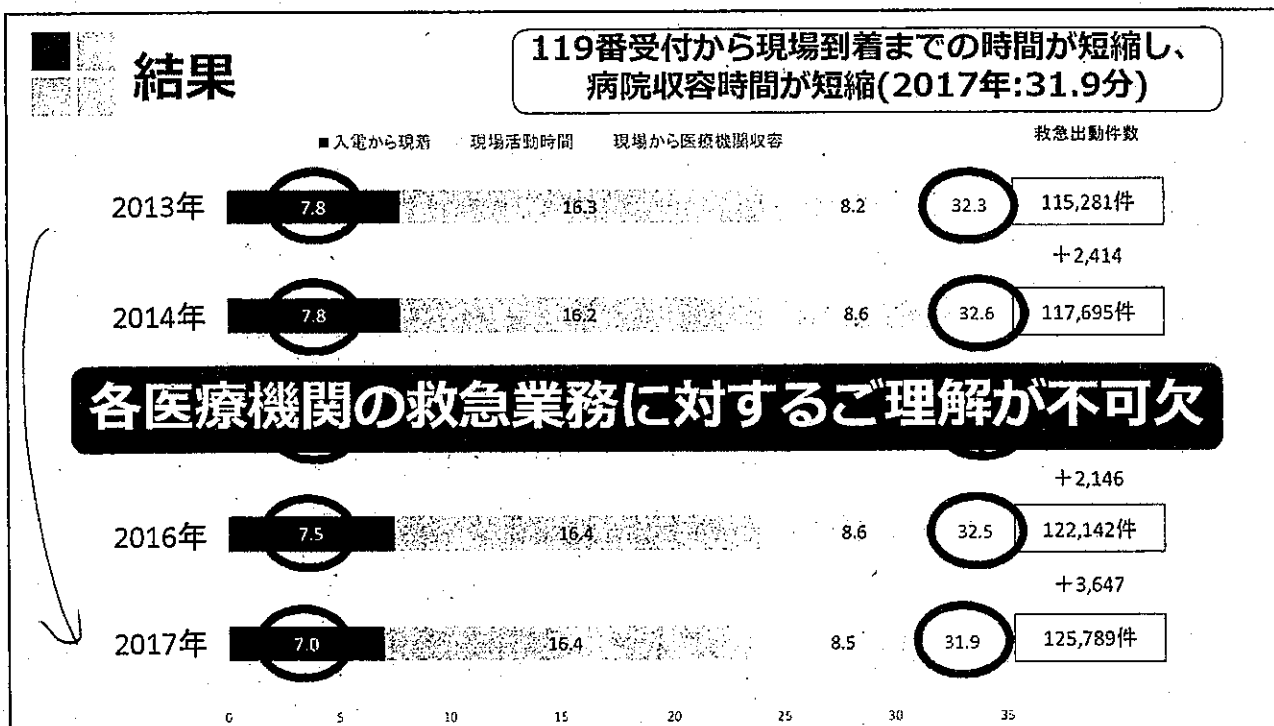 結果
119番受付から現場到着までの時間が短縮し、
病院収容時間が短縮(2017年:31.9分)
■入電から現着 現場活動時間 現場から医療機関収容
救急出動件数
2013年 7.8 16.3 8.2 32.3 115,281件
+2,414
2014年 7.8 16.2 8.6 32.6 117,695件
各医療機関の救急業務に対するご理解が不可欠
+2,146
2016年 7.5 16.4 8.6 32.5 122,142件
+3,647
2017年 7.0 16.4 8.5 31.9 125,789件
0 5 10 15 20 25 30 35